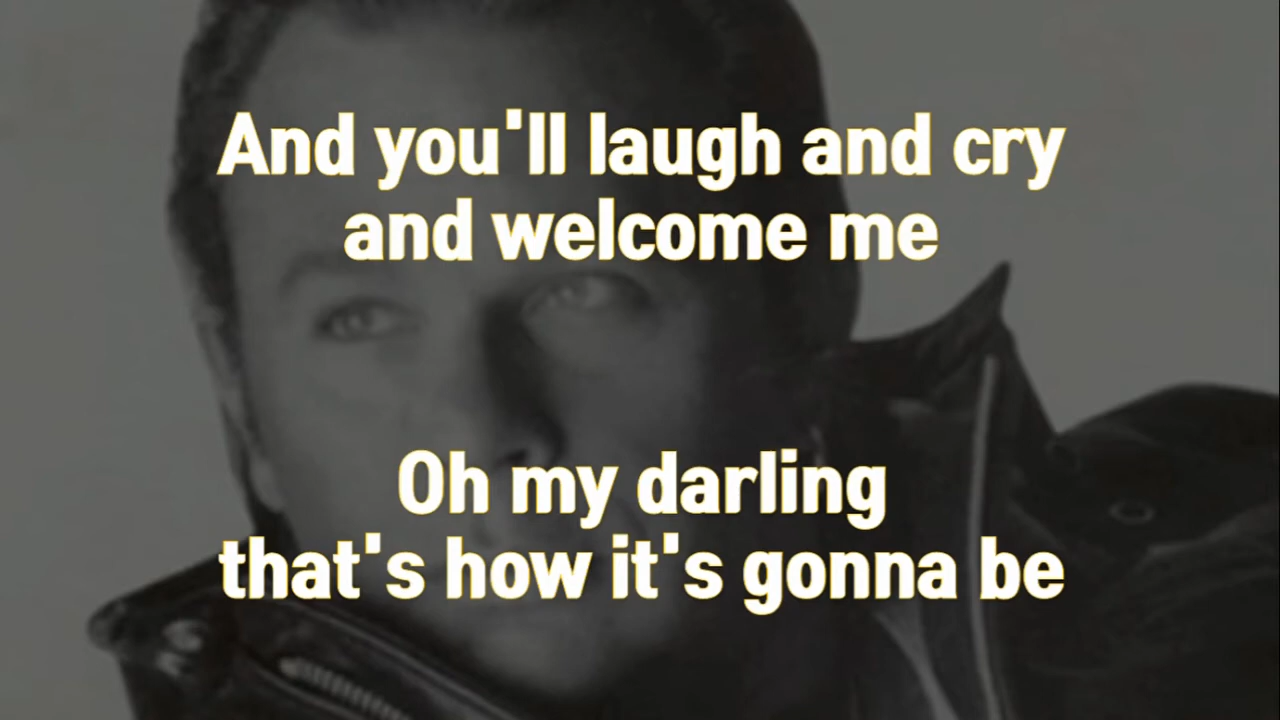 And you'll laugh and cry
and welcome me
Oh my darling
that's how it's gonna be